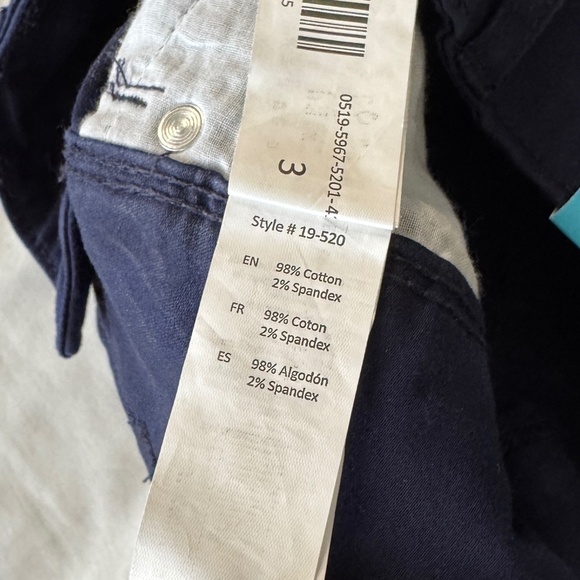 5
0519-5967-5201-4
3
Style # 19-520
EN 98% Cotton
2% Spandex
FR 98% Coton
2% Spandex
ES 98% Algodón
2% Spandex